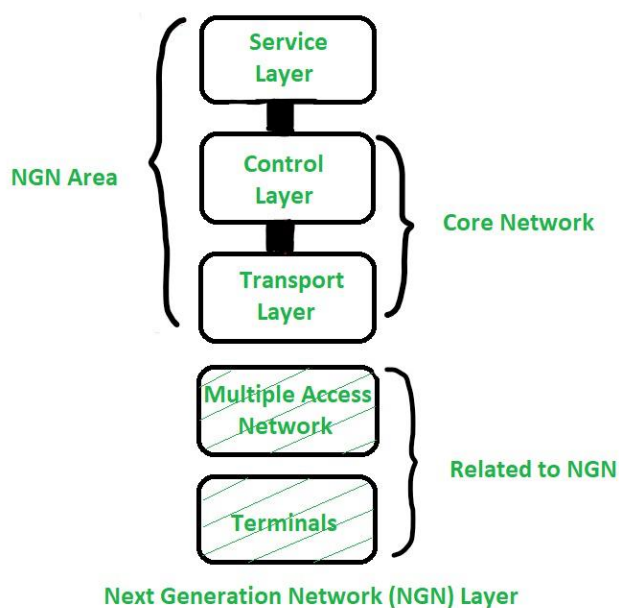 Service
Layer
NGN Area
Control
Layer
Core Network
Transport
Layer
Multiple Access
Network
Related to NGN
Terminals
Next Generation Network (NGN) Layer